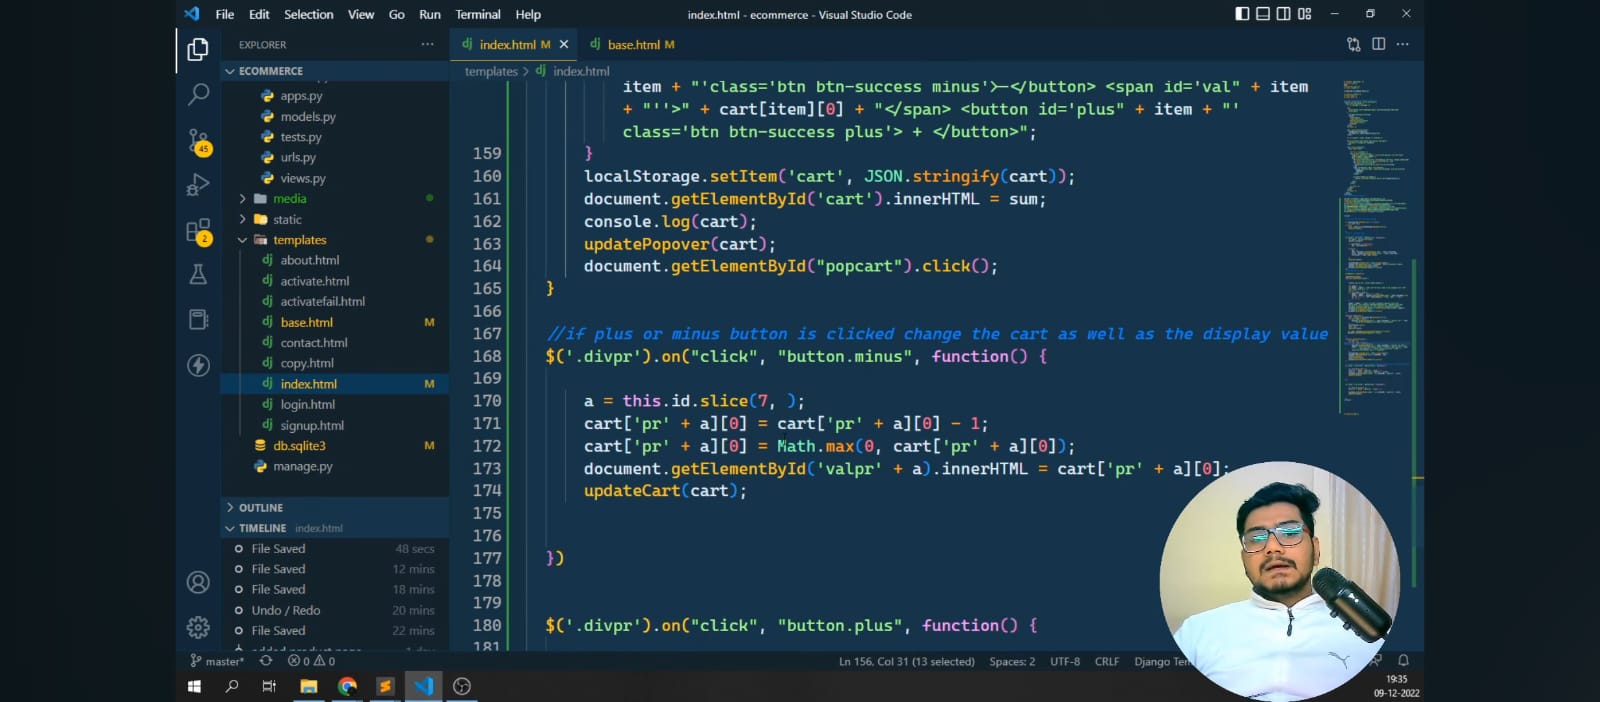 File Edit Selection View Go Run Terminal Help
index.html - ecommerce - Visual Studio Code
EXPLORER
ECOMMERCE
apps.py
models.py
tests.py
urls.py
views.py
media
static
templates
about.html
activate.html
activatefail.html
base.html M
contact.html
copy.html
index.html M
login.html
signup.html
db.sqlite3 M
manage.py
OUTLINE
TIMELINE index.html
File Saved 48 secs
File Saved 12 mins
File Saved 18 mins
Undo / Redo 20 mins
File Saved 22 mins
45
2
index.html M
base.html M
templates > index.html
item + "'class='btn btn-success minus'>-</button> <span id='val" + item
+ "''>" + cart[item][0] + "</span> <button id='plus" + item + "'
class='btn btn-success plus'> + </button>";
159 }
160 localStorage.setItem('cart', JSON.stringify(cart));
161 document.getElementById('cart').innerHTML = sum;
162 console.log(cart);
163 updatePopover(cart);
164 document.getElementById("popcart").click();
165 }
166
167 //if plus or minus button is clicked change the cart as well as the display value
168 $('.divpr').on("click", "button.minus", function() {
169
170 a = this.id.slice(7, );
171 cart['pr' + a][0] = cart['pr' + a][0] - 1;
172 cart['pr' + a][0] = Math.max(0, cart['pr' + a][0]);
173 document.getElementById('valpr' + a).innerHTML = cart['pr' + a][0];
174 updateCart(cart);
175
176
177 })
178
179
180 $('.divpr').on("click", "button.plus", function() {
181
master* 0 0
Ln 156, Col 31 (13 selected) Spaces: 2 UTF-8 CRLF Django
19:35
09-12-2022